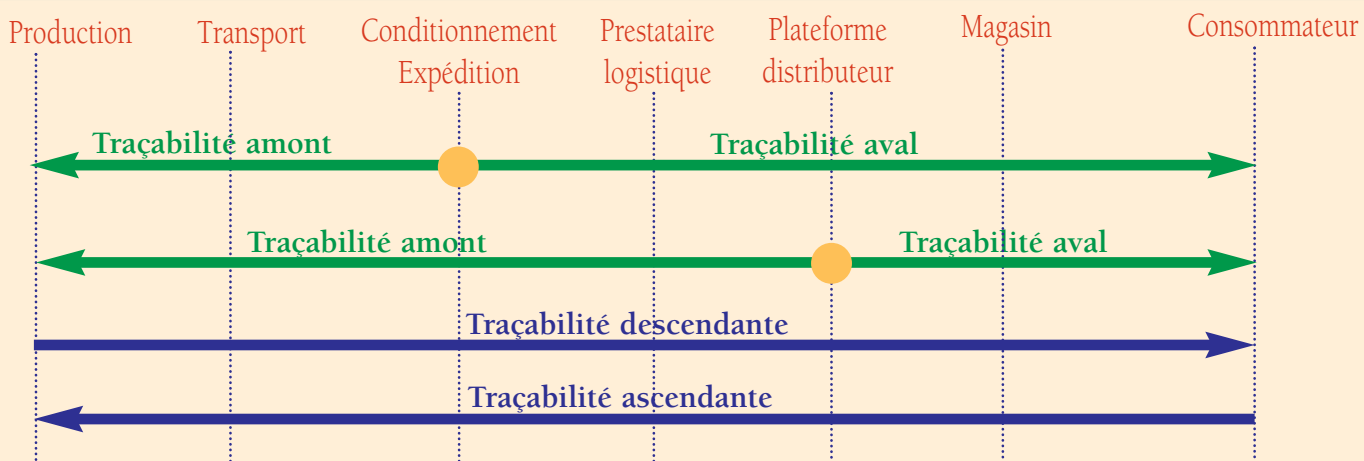 Production
Transport
Conditionnement
Expédition
Prestataire
logistique
Plateforme
distributeur
Magasin
Consommateur
Traçabilité amont
Traçabilité aval
Traçabilité amont
Traçabilité aval
Traçabilité descendante
Traçabilité ascendante